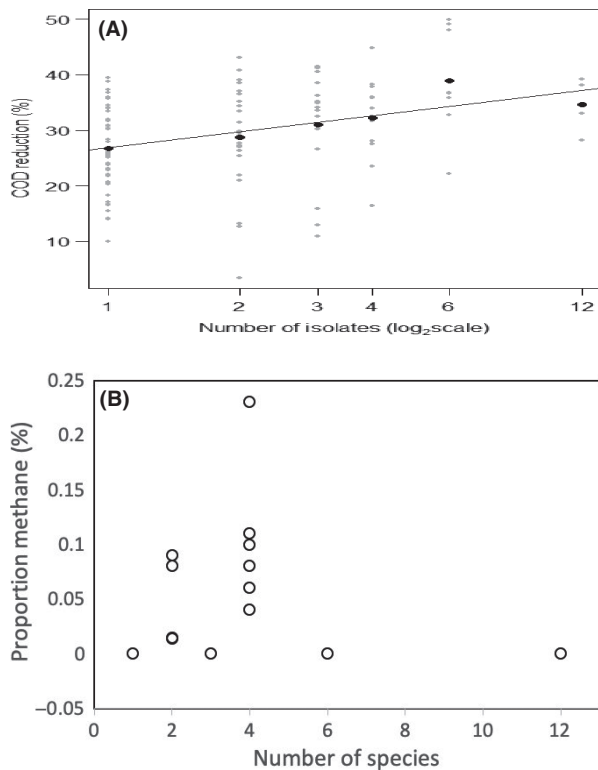 (A)
COD reduction (%)
50
40
30
20
10
1 2 3 4 6 12
Number of isolates (log₂scale)
(B)
Proportion methane (%)
0.25
0.2
0.15
0.1
0.05
0
−0.05
0 2 4 6 8 10 12
Number of species